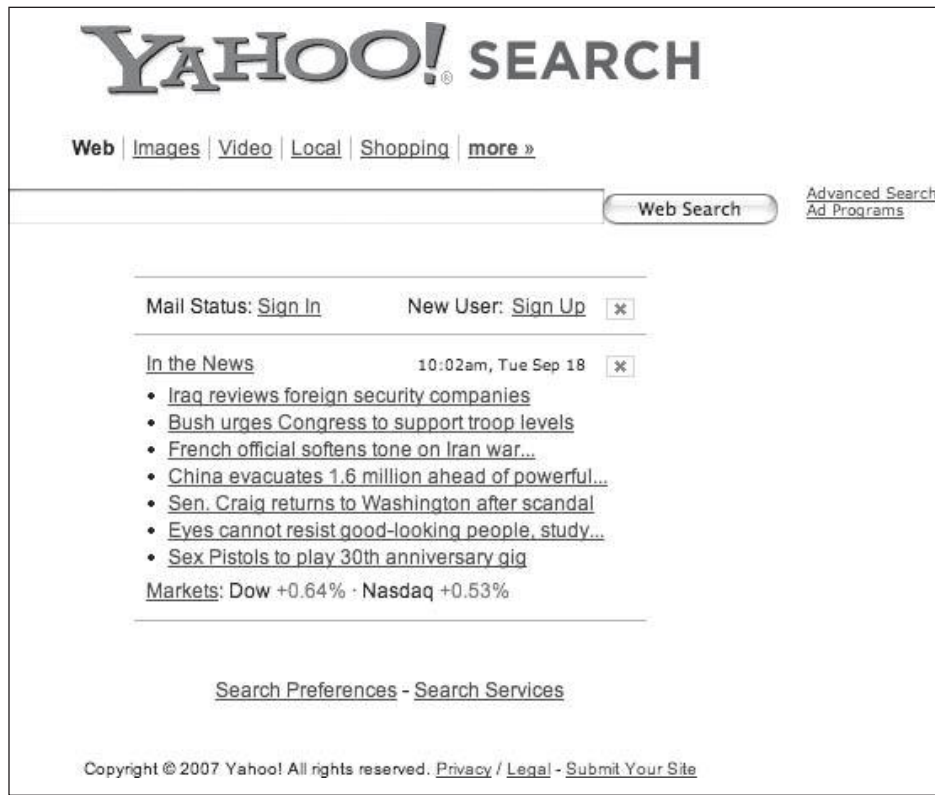 YAHOO!® SEARCH
Web | Images | Video | Local | Shopping | more »
Web Search
Advanced Search
Ad Programs
Mail Status: Sign In New User: Sign Up
In the News 10:02am, Tue Sep 18
• Iraq reviews foreign security companies
• Bush urges Congress to support troop levels
• French official softens tone on Iran war...
• China evacuates 1.6 million ahead of powerful...
• Sen. Craig returns to Washington after scandal
• Eyes cannot resist good-looking people, study...
• Sex Pistols to play 30th anniversary gig
Markets: Dow +0.64% · Nasdaq +0.53%
Search Preferences - Search Services
Copyright © 2007 Yahoo! All rights reserved. Privacy / Legal - Submit Your Site